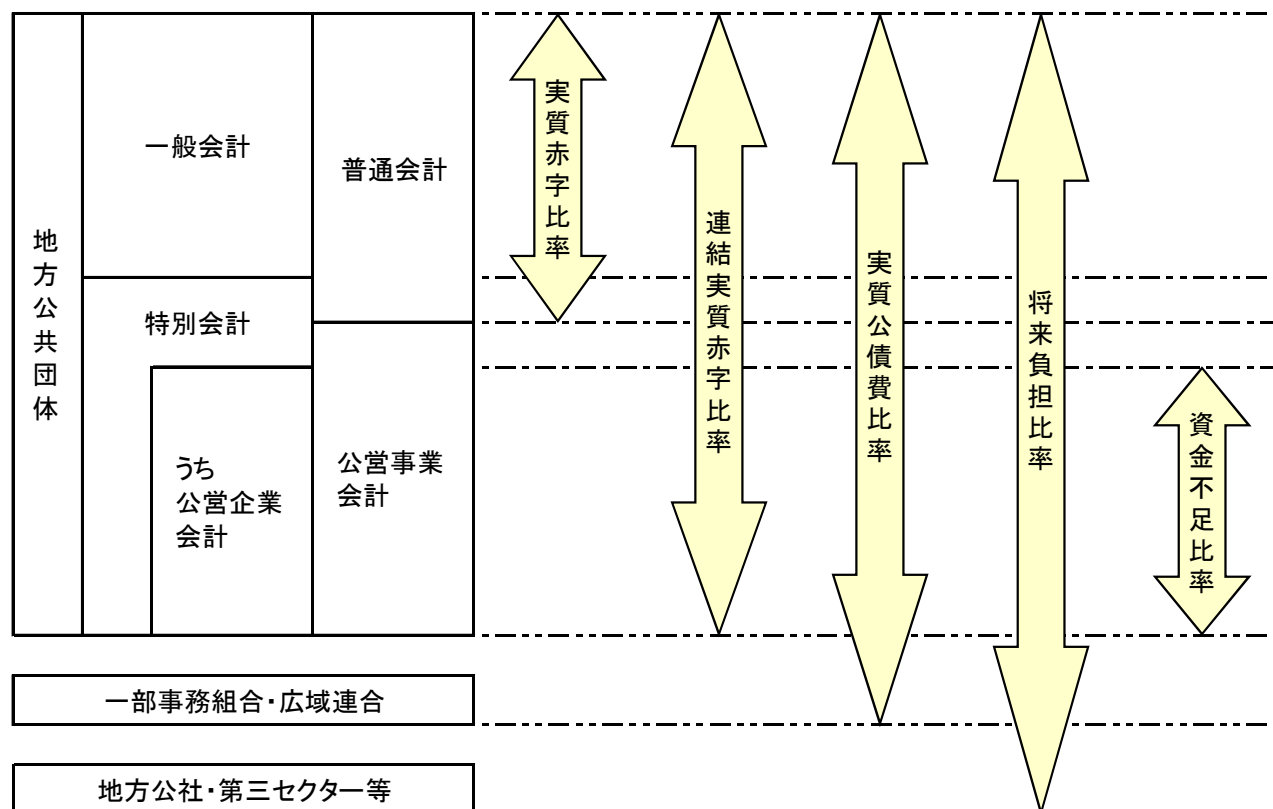 地方公共団体
一般会計
普通会計
特別会計
うち
公営企業
会計
公営事業
会計
実質赤字比率
連結実質赤字比率
実質公債費比率
将来負担比率
資金不足比率
一部事務組合・広域連合
地方公社・第三セクター等